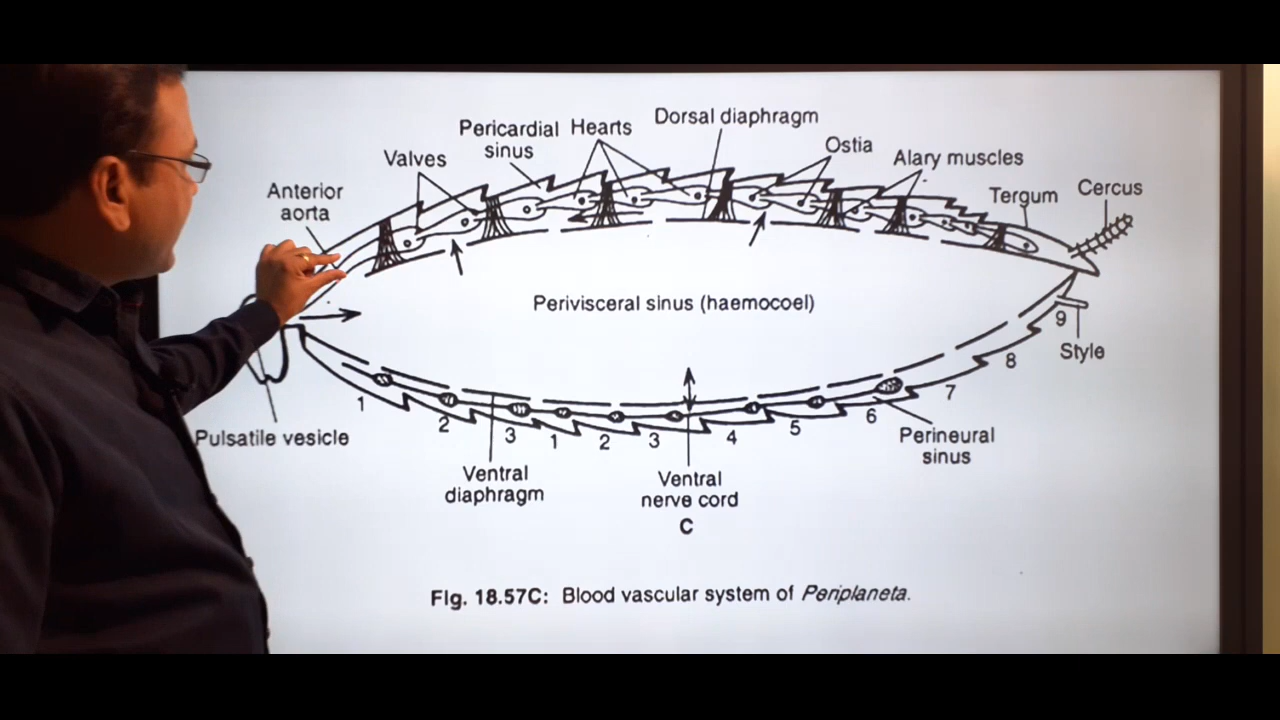 Dorsal diaphragm
Pericardial
sinus
Hearts
Valves
Ostia
Alary muscles
Anterior
aorta
Tergum
Cercus
Perivisceral sinus (haemocoel)
9
Style
8
7
6
5
4
3
2
1
3
2
1
Pulsatile vesicle
Perineural
sinus
Ventral
diaphragm
Ventral
nerve cord
C
Fig. 18.57C: Blood vascular system of Periplaneta.